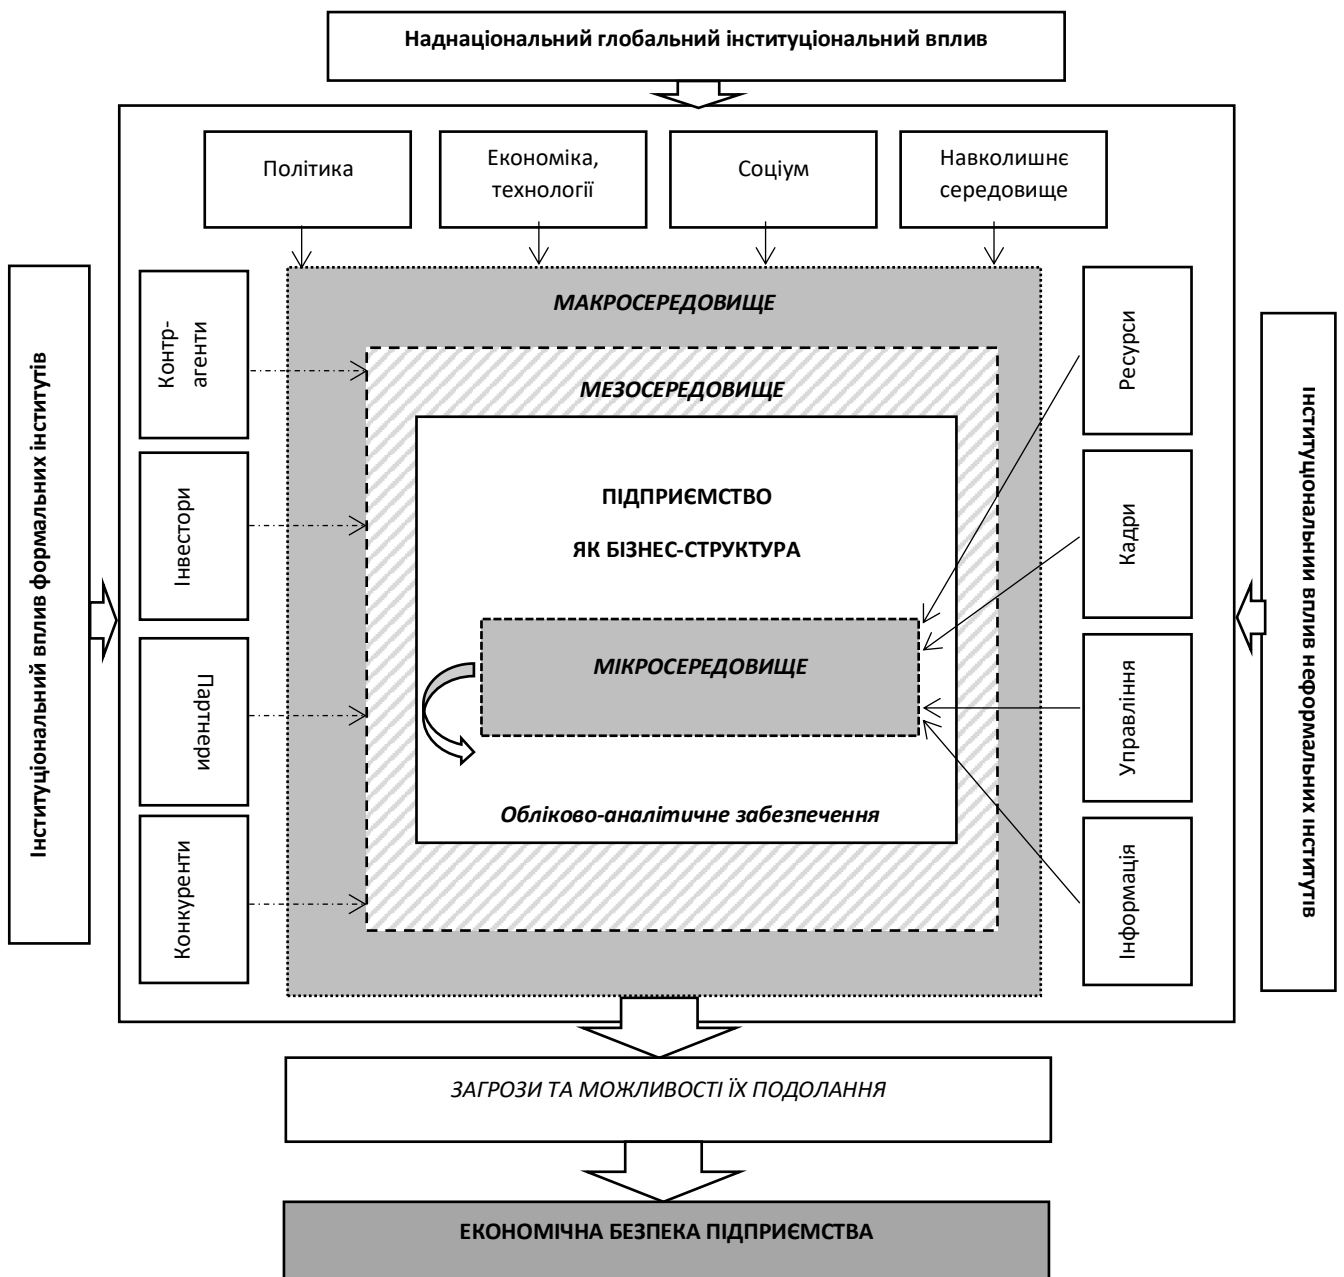 Наднаціональний глобальний інституціональний вплив
Політика
Економіка,
технології
Соціум
Навколишнє
середовище
Інституціональний вплив формальних інститутів
Контр-
агенти
Інвестори
Партнери
Конкуренти
МАКРОСЕРЕДОВИЩЕ
МЕЗОСЕРЕДОВИЩЕ
ПІДПРИЄМСТВО
ЯК БІЗНЕС-СТРУКТУРА
МІКРОСЕРЕДОВИЩЕ
Обліково-аналітичне забезпечення
Ресурси
Кадри
Управління
Інформація
Інституціональнии вплив неформальних інститутів
ЗАГРОЗИ ТА МОЖЛИВОСТІ ЇХ ПОДОЛАННЯ
ЕКОНОМІЧНА БЕЗПЕКА ПІДПРИЄМСТВА